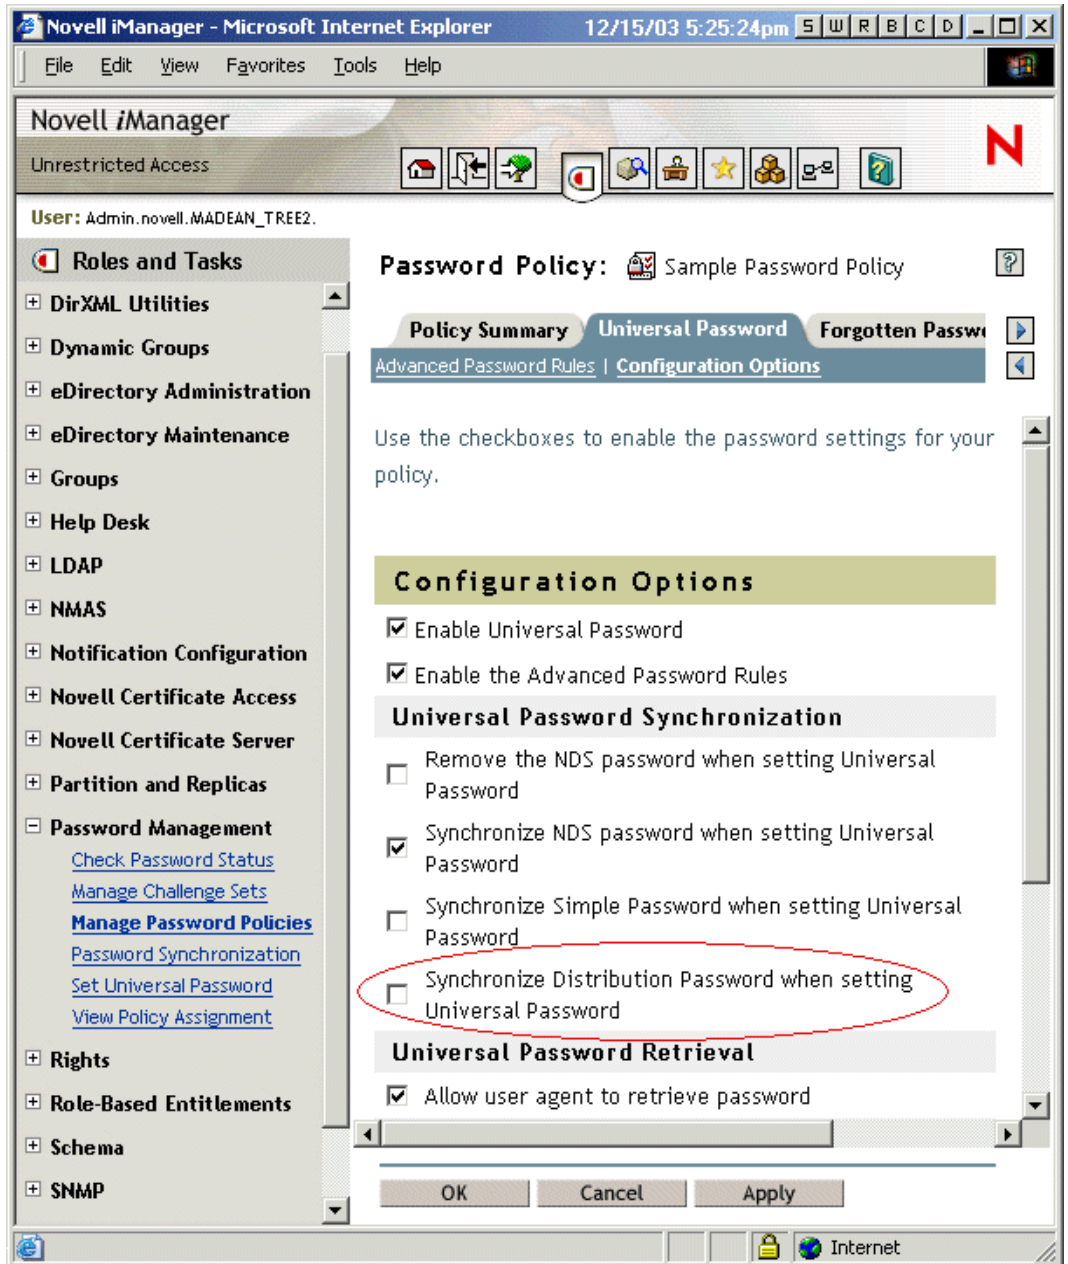 Novell iManager - Microsoft Internet Explorer 12/15/03 5:25:24pm S W R B C D
File Edit View Favorites Tools Help
Novell iManager
Unrestricted Access
N
User: Admin.novell.MADEAN_TREE2.
Roles and Tasks
DirXML Utilities
Dynamic Groups
eDirectory Administration
eDirectory Maintenance
Groups
Help Desk
LDAP
NMAS
Notification Configuration
Novell Certificate Access
Novell Certificate Server
Partition and Replicas
Password Management
Check Password Status
Manage Challenge Sets
Manage Password Policies
Password Synchronization
Set Universal Password
View Policy Assignment
Rights
Role-Based Entitlements
Schema
SNMP
Password Policy: Sample Password Policy
?
Policy Summary Universal Password Forgotten Passw
Advanced Password Rules | Configuration Options
Use the checkboxes to enable the password settings for your
policy.
Configuration Options
Enable Universal Password
Enable the Advanced Password Rules
Universal Password Synchronization
Remove the NDS password when setting Universal
Password
Synchronize NDS password when setting Universal
Password
Synchronize Simple Password when setting Universal
Password
Synchronize Distribution Password when setting
Universal Password
Universal Password Retrieval
Allow user agent to retrieve password
OK Cancel Apply
Internet